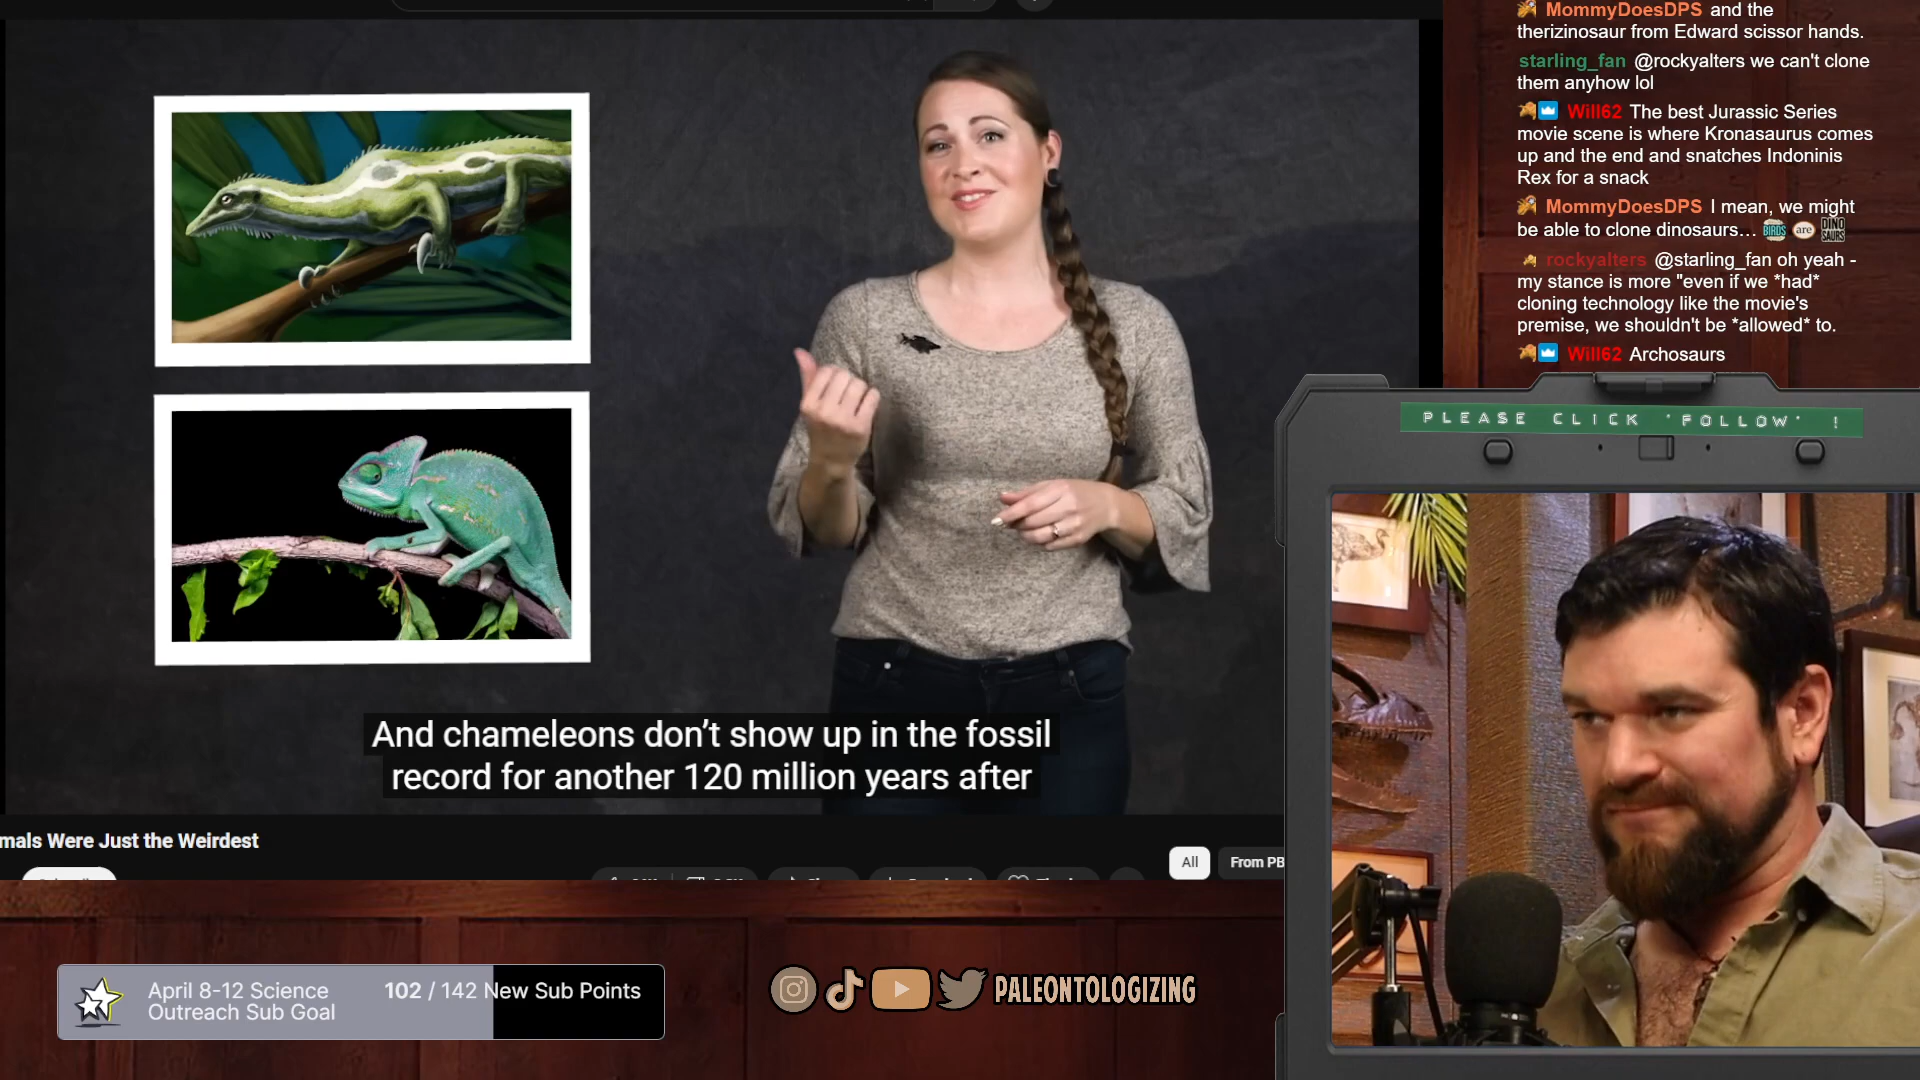 MommyDoesDPS and the
therizinosaur from Edward scissor hands.
starling_fan @rockyalters we can't clone
them anyhow lol
Will62 The best Jurassic Series
movie scene is where Kronasaurus comes
up and the end and snatches Indoninis
Rex for a snack
MommyDoesDPS I mean, we might
be able to clone dinosaurs... BIRDS are DINO SAURS
rockyalters @starling_fan oh yeah -
my stance is more "even if we *had*
cloning technology like the movie's
premise, we shouldn't be *allowed* to.
Will62 Archosaurs
PLEASE CLICK "FOLLOW" !
And chameleons don't show up in the fossil
record for another 120 million years after
mals Were Just the Weirdest
All
From PB
April 8-12 Science
Outreach Sub Goal
102 / 142 New Sub Points
PALEONTOLOGIZING